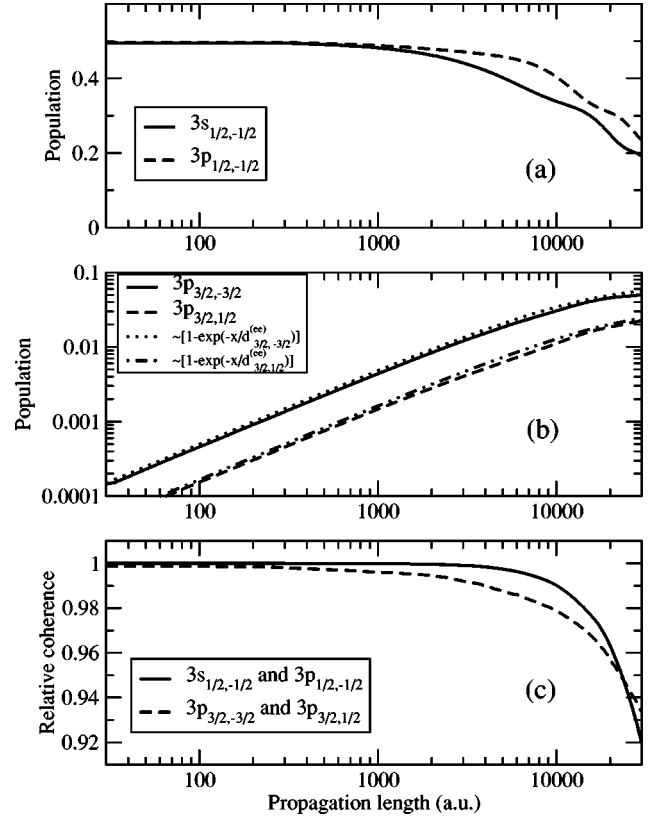 0.4
0.2
0
Population
3s1/2,-1/2
3p1/2,-1/2
(a)
100 1000 10000
0.1
0.01
0.001
0.0001
Population
3p3/2,-3/2
3p3/2,1/2
~[1-exp(-x/d(ee)3/2,-3/2)]
~[1-exp(-x/d(ee)3/2,1/2)]
(b)
100 1000 10000
1
0.98
0.96
0.94
0.92
Relative coherence
3s1/2,-1/2 and 3p1/2,-1/2
3p3/2,-3/2 and 3p3/2,1/2
(c)
100 1000 10000
Propagation length (a.u.)